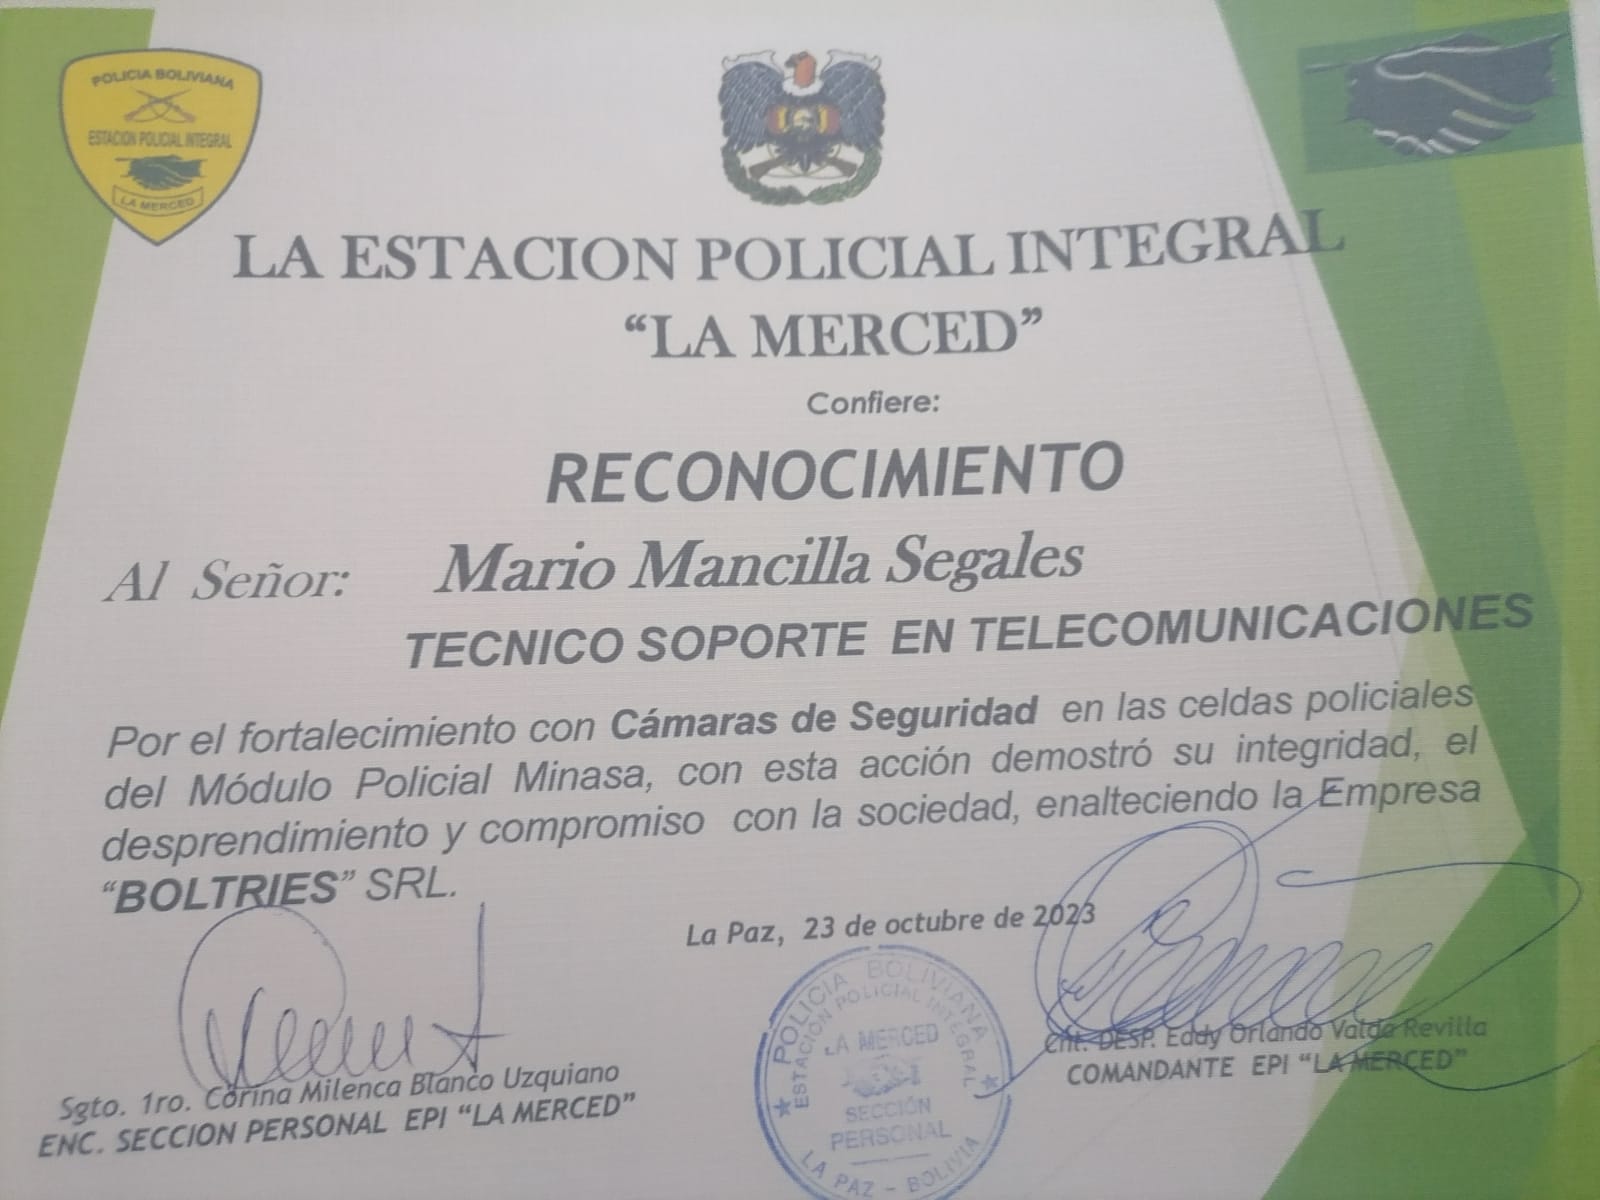 POLICIA BOLIVIANA
ESTACION POLICIAL INTEGRAL
LA MERCED
LA ESTACION POLICIAL INTEGRAL
“LA MERCED”
Confiere:
RECONOCIMIENTO
Al Señor: Mario Mancilla Segales
TECNICO SOPORTE EN TELECOMUNICACIONES
Por el fortalecimiento con Cámaras de Seguridad en las celdas policiales
del Módulo Policial Minasa, con esta acción demostró su integridad, el
desprendimiento y compromiso con la sociedad, enalteciendo la Empresa
“BOLTRIES” SRL.
La Paz, 23 de octubre de 2023
Sgto. 1ro. Corina Milenca Blanco Uzquiano
ENC. SECCION PERSONAL EPI “LA MERCED”
POLICIA BOLIVIANA
ESTACIÓN POLICIAL INTEGRAL
LA MERCED
SECCIÓN
PERSONAL
LA PAZ - BOLIVIA
Cnl. DESP. Eddy Orlando Valda Revilla
COMANDANTE EPI “LA MERCED”